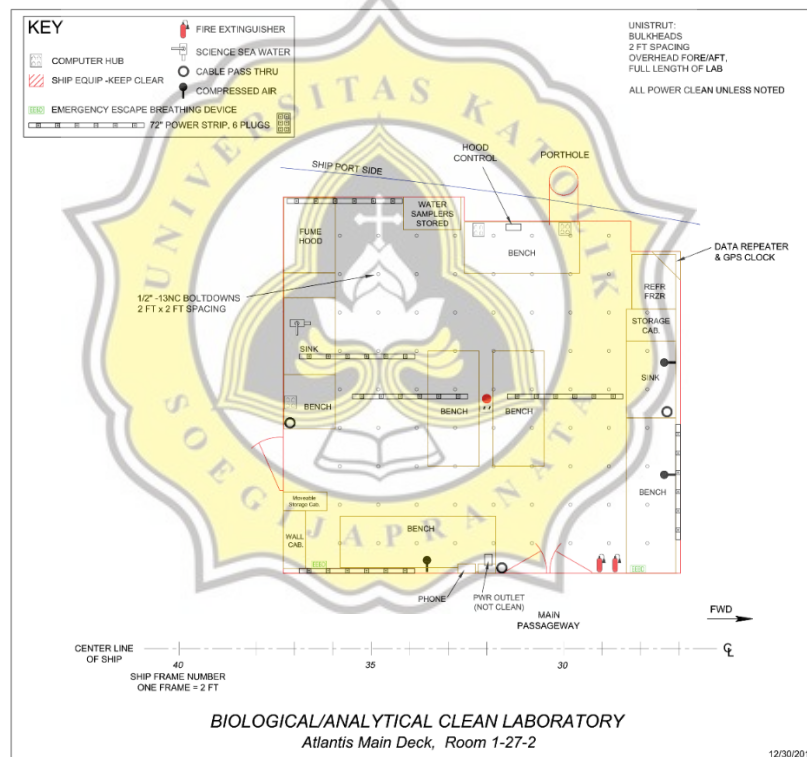 KEY
FIRE EXTINGUISHER
SCIENCE SEA WATER
COMPUTER HUB
CABLE PASS THRU
SHIP EQUIP -KEEP CLEAR
COMPRESSED AIR
EMERGENCY ESCAPE BREATHING DEVICE
72" POWER STRIP, 6 PLUGS
UNISTRUT:
BULKHEADS
2 FT SPACING
OVERHEAD FORE/AFT,
FULL LENGTH OF LAB
ALL POWER CLEAN UNLESS NOTED
UNIVERSITAS KATOLIK
SOEGIJAPRANATA
SHIP PORT SIDE
HOOD
CONTROL
PORTHOLE
WATER
SAMPLERS
STORED
FUME
HOOD
BENCH
DATA REPEATER
& GPS CLOCK
1/2" -13NC BOLTDOWNS
2 FT x 2 FT SPACING
REFR
FRZR
STORAGE
CAB.
SINK
SINK
BENCH
BENCH
BENCH
BENCH
Moveable
Storage Cab.
WALL
CAB.
BENCH
PHONE
PWR OUTLET
(NOT CLEAN)
MAIN
PASSAGEWAY
FWD
CENTER LINE
OF SHIP
40
35
30
SHIP FRAME NUMBER
ONE FRAME = 2 FT
BIOLOGICAL/ANALYTICAL CLEAN LABORATORY
Atlantis Main Deck, Room 1-27-2
12/30/201